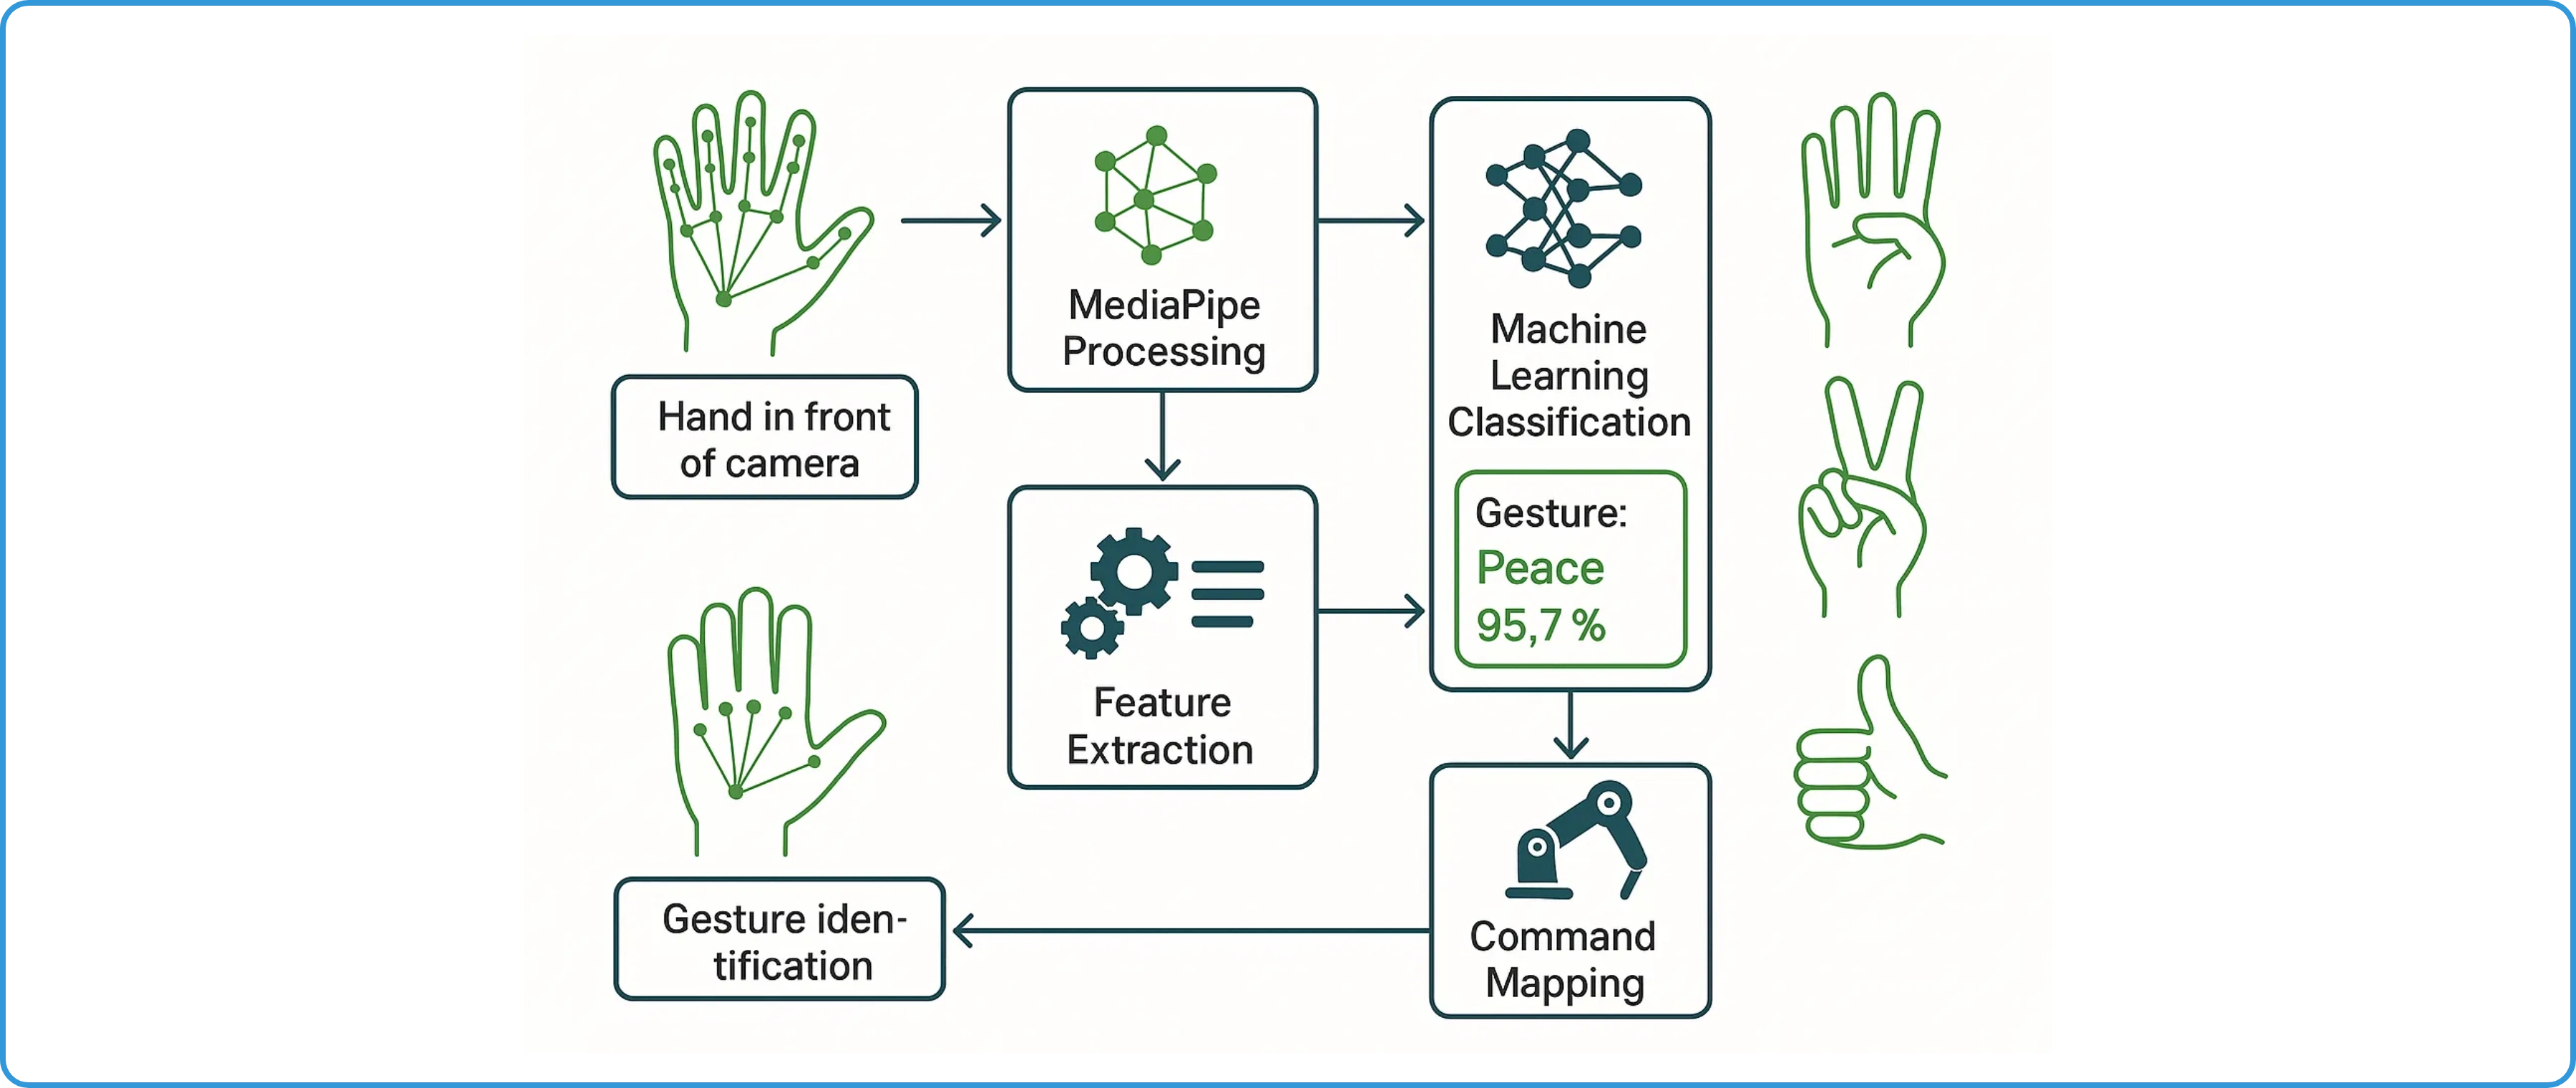 Hand in front
of camera
MediaPipe
Processing
Machine
Learning
Classification
Gesture:
Peace
95,7 %
Feature
Extraction
Command
Mapping
Gesture iden-
tification